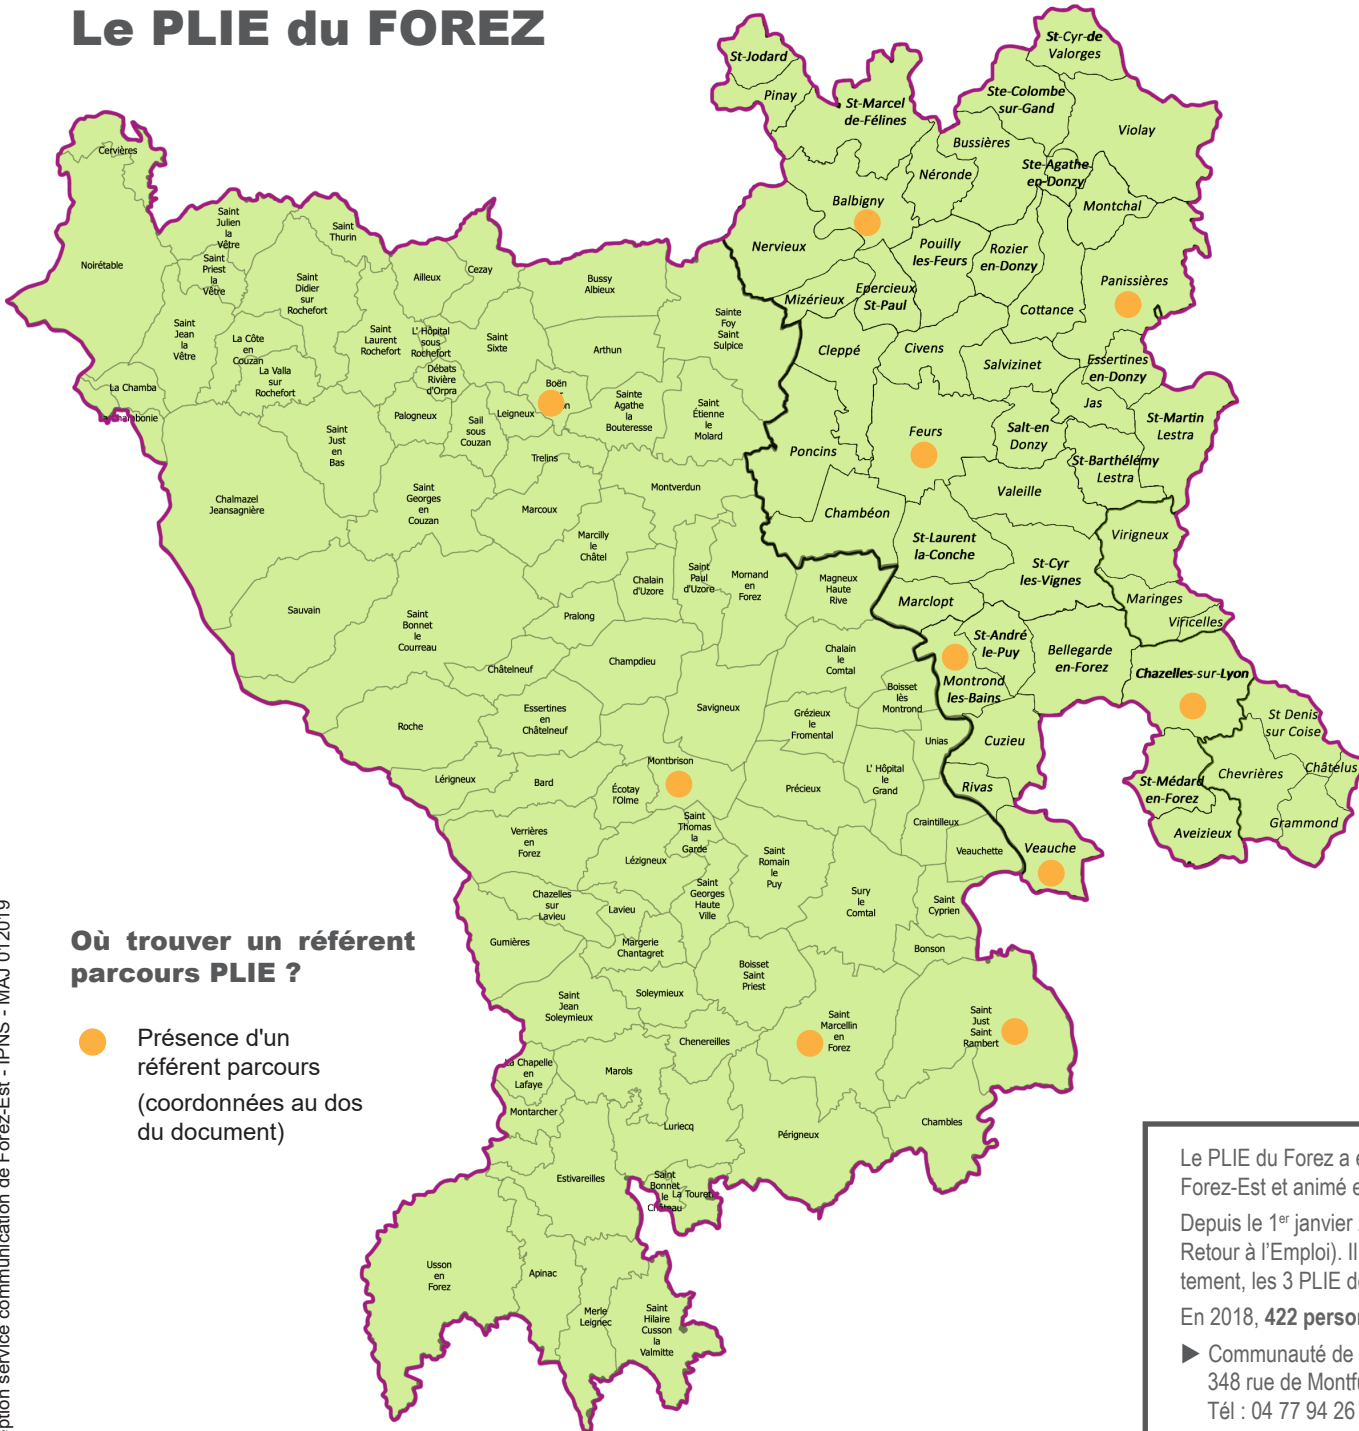 Le PLIE du FOREZ
St-Jodard
Pinay
St-Marcel
de-Félines
St-Cyr-de
Valorges
Ste-Colombe
sur-Gand
Violay
Bussières
Néronde
Ste-Agathe
en-Donzy
Montchal
Balbigny
Nervieux
Pouilly
les-Feurs
Rozier
en-Donzy
Panissières
Mizérieux
Epercieux
St-Paul
Cottance
Cleppé
Civens
Salvizinet
Essertines
en-Donzy
Jas
St-Martin
Lestra
Feurs
Salt-en
Donzy
Poncins
St-Barthélémy
Lestra
Valeille
Chambéon
St-Laurent
la-Conche
Virigneux
St-Cyr
les-Vignes
Marclopt
Maringes
Viricelles
St-André
le-Puy
Bellegarde
en-Forez
Montrond
les-Bains
Chazelles-sur-Lyon
Cuzieu
St Denis
sur Coise
Rivas
St-Médard
en-Forez
Chevrières
Châtelus
Aveizieux
Grammond
Veauche
Cervières
Noirétable
Saint
Julien
la
Vêtre
Saint
Thurin
Saint
Priest
la
Vêtre
Saint
Didier
sur
Rochefort
Ailleux
Cezay
Bussy
Albieux
Saint
Jean
la
Vêtre
La Côte
en
Couzan
La Valla
sur
Rochefort
Saint
Laurent
Rochefort
L' Hôpital
sous
Rochefort
Saint
Sixte
Arthun
Sainte
Foy
Saint
Sulpice
La Chamba
Débats
Rivière
d'Orpra
Boën
Leigneux
Sainte
Agathe
la
Bouteresse
Saint
Étienne
le
Molard
Palogneux
Sail
sous
Couzan
Saint
Just
en
Bas
Trelins
Chalmazel
Jeansagnière
Saint
Georges
en
Couzan
Marcoux
Montverdun
Marcilly
le
Châtel
Chalain
d'Uzore
Saint
Paul
d'Uzore
Mornand
en
Forez
Magneux
Haute
Rive
Sauvain
Saint
Bonnet
le
Courreau
Pralong
Châtelneuf
Champdieu
Chalain
le
Comtal
Boisset
lès
Montrond
Roche
Essertines
en
Châtelneuf
Savigneux
Grézieux
le
Fromental
Unias
Lérigneux
Bard
Écotay
l'Olme
Montbrison
Précieux
L' Hôpital
le
Grand
Craintilleux
Veauchette
Verrières
en
Forez
Saint
Thomas
la
Garde
Lézigneux
Saint
Romain
le
Puy
Chazelles
sur
Lavieu
Lavieu
Saint
Georges
Haute
Ville
Sury
le
Comtal
Saint
Cyprien
Gumières
Margerie
Chantagret
Bonson
Boisset
Saint
Priest
Saint
Jean
Soleymieux
Soleymieux
Saint
Marcellin
en
Forez
Saint
Just
Saint
Rambert
Chenereilles
La Chapelle
en
Lafaye
Marols
Montarcher
Luriecq
Périgneux
Chambles
Estivareilles
Saint
Bonnet
le
Château
Usson
en
Forez
Apinac
Merle
Leignec
Saint
Hilaire
Cusson
la
Valmitte
Où trouver un référent
parcours PLIE ?
Présence d'un
référent parcours
(coordonnées au dos
du document)
ption service communication de Forez-Est - IPNS - MAJ 012019
Le PLIE du Forez a
Forez-Est et animé e
Depuis le 1er janvier
Retour à l'Emploi). Il
tement, les 3 PLIE d
En 2018, 422 person
▶ Communauté de
348 rue de Montf
Tél : 04 77 94 26